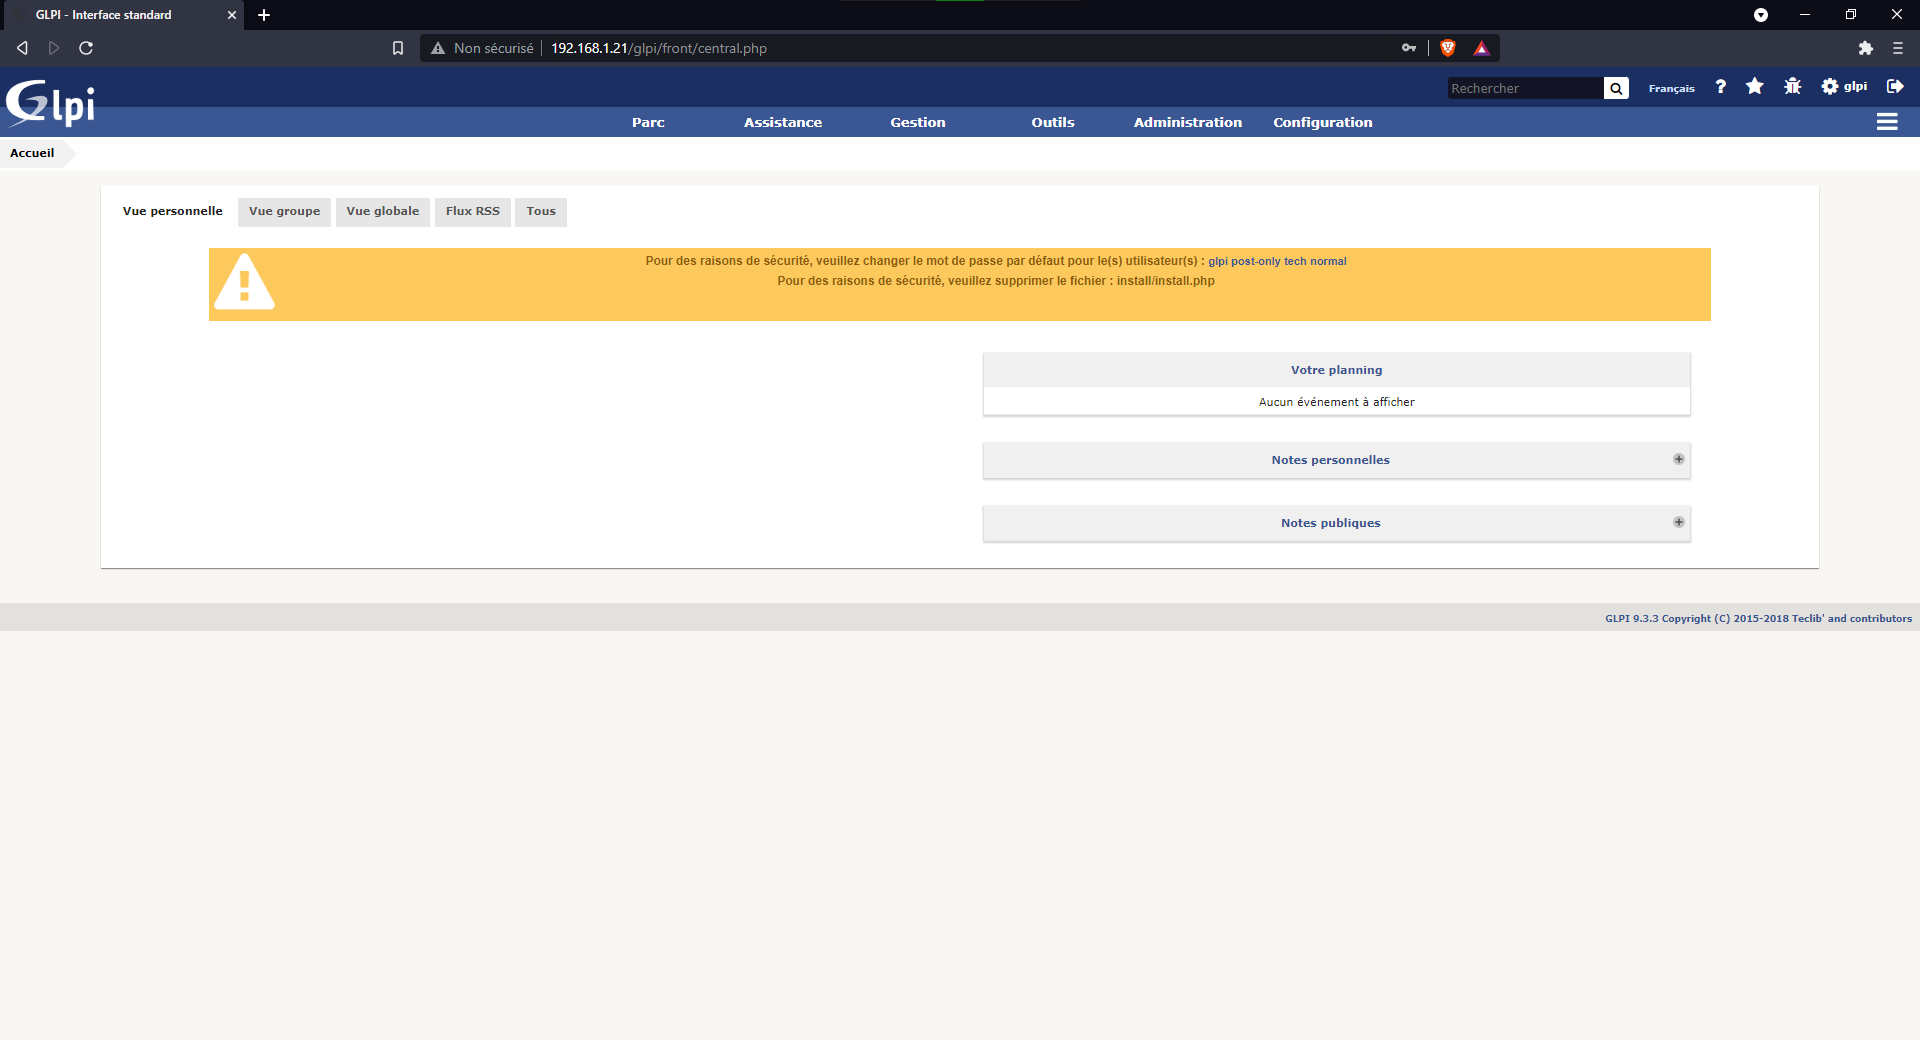 GLPI - Interface standard
Non sécurisé 192.168.1.21/glpi/front/central.php
Glpi
Rechercher Français ? glpi
Parc Assistance Gestion Outils Administration Configuration
Accueil
Vue personnelle Vue groupe Vue globale Flux RSS Tous
Pour des raisons de sécurité, veuillez changer le mot de passe par défaut pour le(s) utilisateur(s) : glpi post-only tech normal
Pour des raisons de sécurité, veuillez supprimer le fichier : install/install.php
Votre planning
Aucun événement à afficher
Notes personnelles
Notes publiques
GLPI 9.3.3 Copyright (C) 2015-2018 Teclib' and contributors